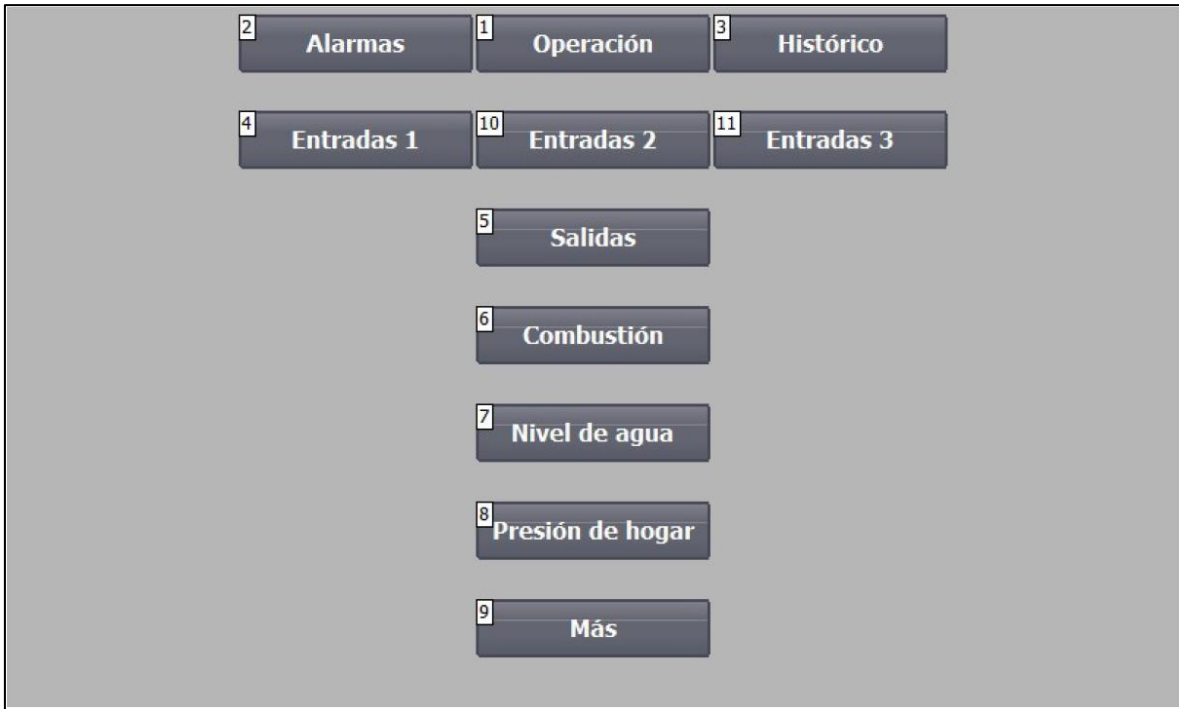 2 Alarmas 1 Operación 3 Histórico
4 Entradas 1 10 Entradas 2 11 Entradas 3
5 Salidas
6 Combustión
7 Nivel de agua
8 Presión de hogar
9 Más